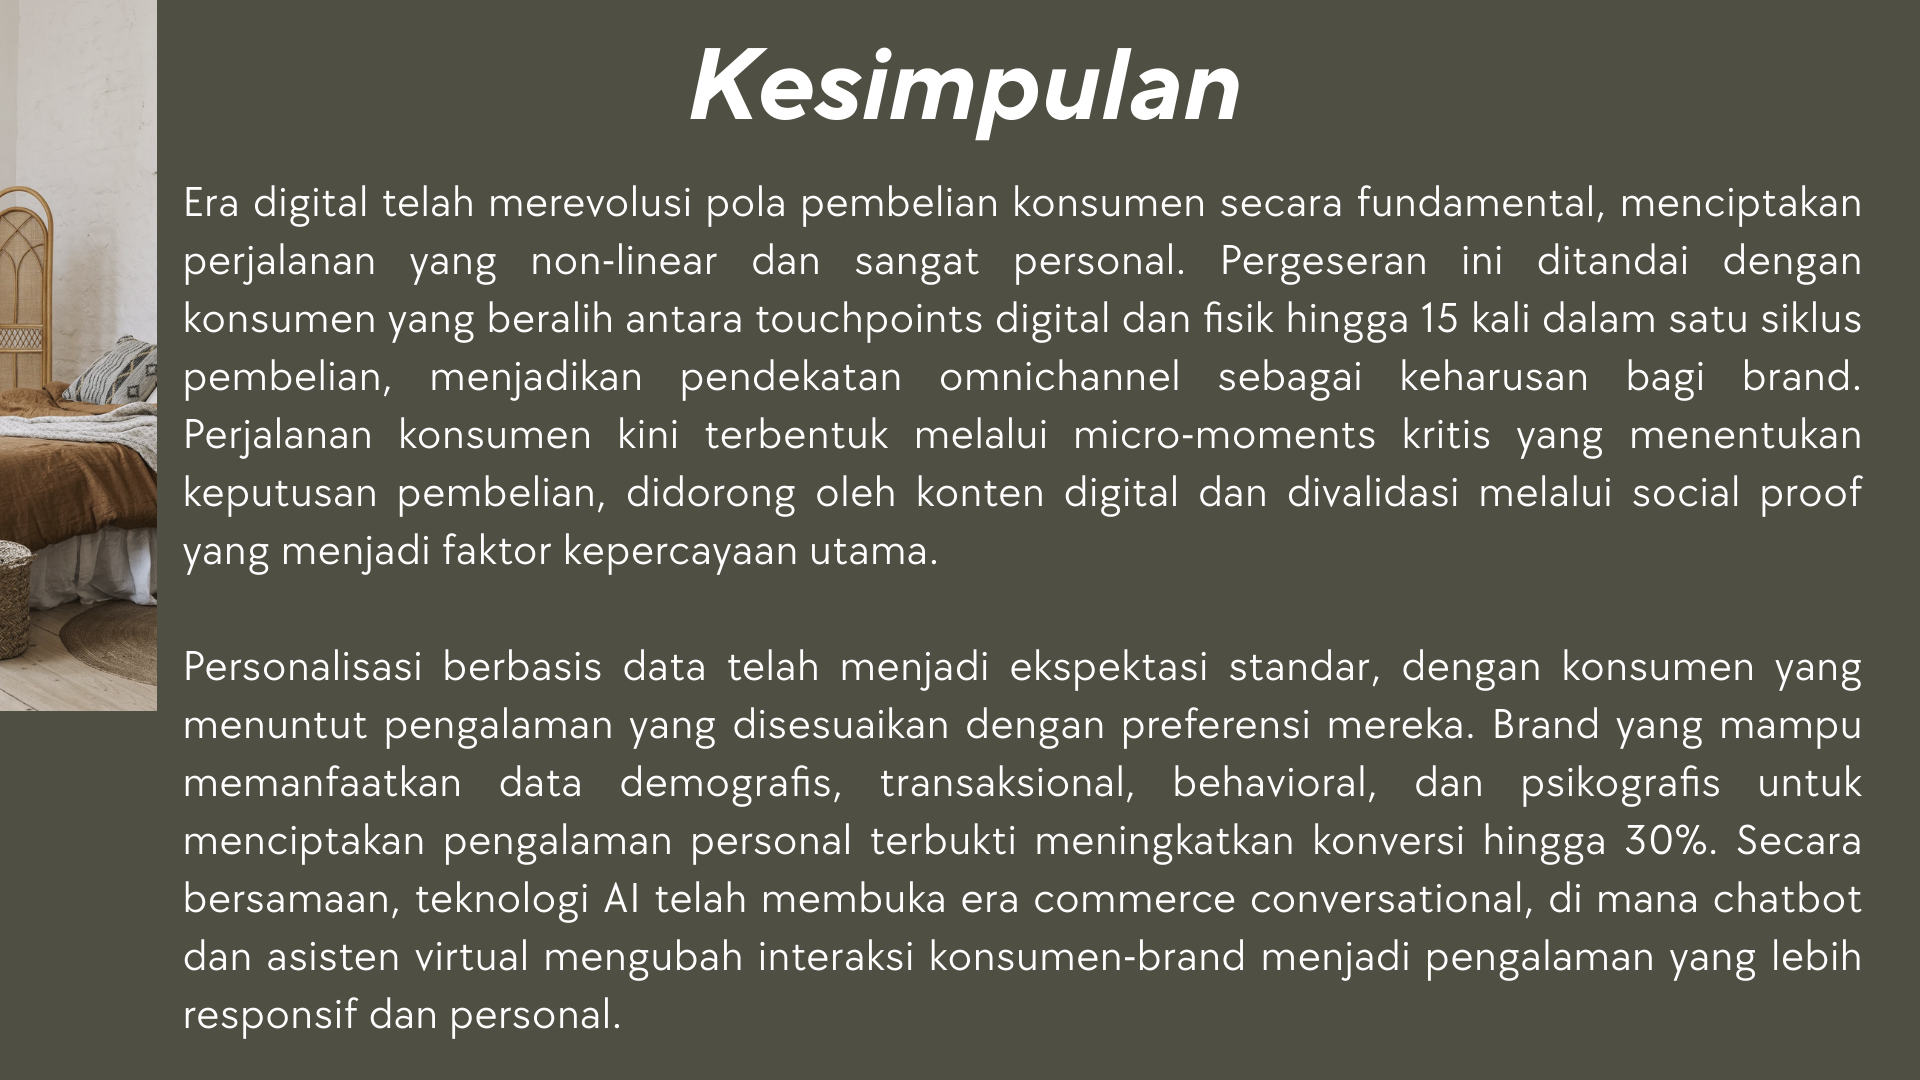 Kesimpulan
Era digital telah merevolusi pola pembelian konsumen secara fundamental, menciptakan
perjalanan yang non-linear dan sangat personal. Pergeseran ini ditandai dengan
konsumen yang beralih antara touchpoints digital dan fisik hingga 15 kali dalam satu siklus
pembelian, menjadikan pendekatan omnichannel sebagai keharusan bagi brand.
Perjalanan konsumen kini terbentuk melalui micro-moments kritis yang menentukan
keputusan pembelian, didorong oleh konten digital dan divalidasi melalui social proof
yang menjadi faktor kepercayaan utama.
Personalisasi berbasis data telah menjadi ekspektasi standar, dengan konsumen yang
menuntut pengalaman yang disesuaikan dengan preferensi mereka. Brand yang mampu
memanfaatkan data demografis, transaksional, behavioral, dan psikografis untuk
menciptakan pengalaman personal terbukti meningkatkan konversi hingga 30%. Secara
bersamaan, teknologi AI telah membuka era commerce conversational, di mana chatbot
dan asisten virtual mengubah interaksi konsumen-brand menjadi pengalaman yang lebih
responsif dan personal.